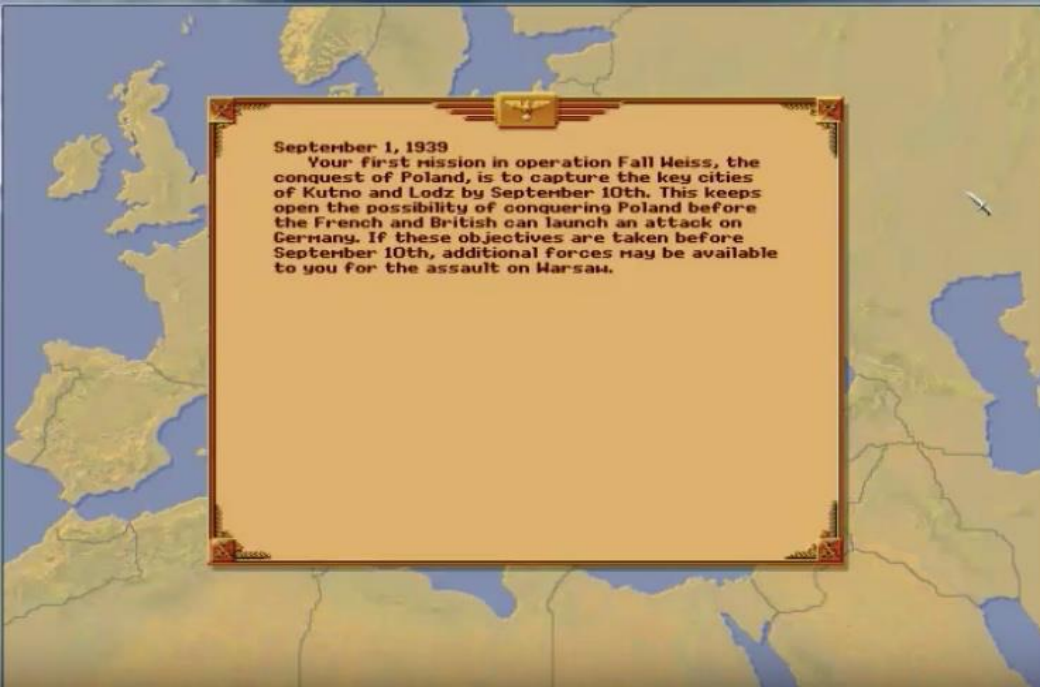 September 1, 1939
Your first mission in operation Fall Weiss, the
conquest of Poland, is to capture the key cities
of Kutno and Lodz by September 10th. This keeps
open the possibility of conquering Poland before
the French and British can launch an attack on
Germany. If these objectives are taken before
September 10th, additional forces may be available
to you for the assault on Warsaw.